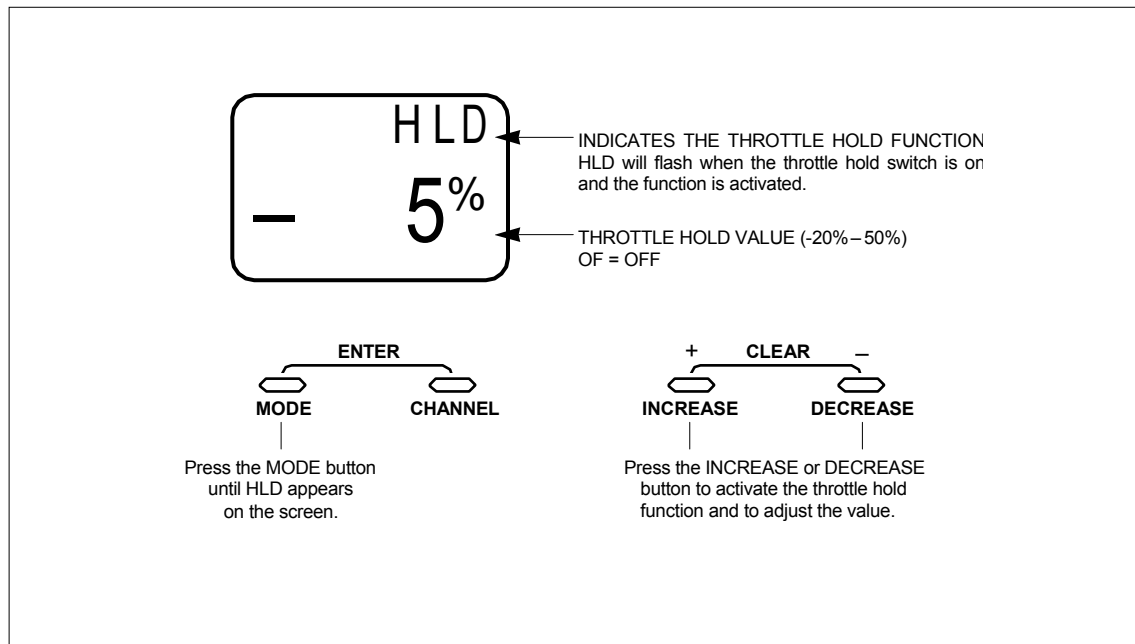 HLD
INDICATES THE THROTTLE HOLD FUNCTION
HLD will flash when the throttle hold switch is on
and the function is activated.
– 5%
THROTTLE HOLD VALUE (-20% – 50%)
OF = OFF
ENTER
MODE CHANNEL
+ CLEAR –
INCREASE DECREASE
Press the MODE button
until HLD appears
on the screen.
Press the INCREASE or DECREASE
button to activate the throttle hold
function and to adjust the value.